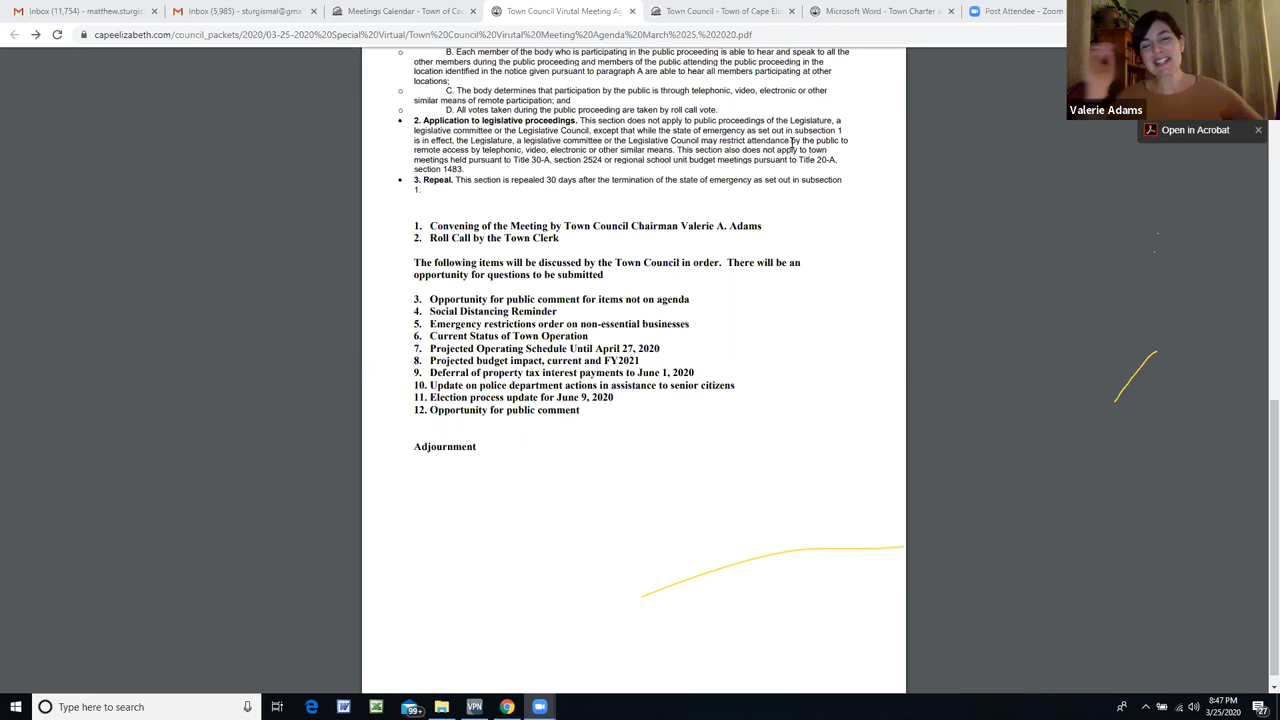 Inbox (11,754) - matthew.sturgis
Inbox (5,985) - sturgismal@gma
Meetings Calendar - Town of Ca
Town Council Virutal Meeting Ag
Town Council - Town of Cape Eliz
Microsoft Word - Town Charter
Post Attendee - Zoom
capeelizabeth.com/council_packets/2020/03-25-2020%20Special%20Virtual/Town%20Council%20Virutal%20Meeting%20Agenda%20March%2025,%202020.pdf
B. Each member of the body who is participating in the public proceeding is able to hear and speak to all the
other members during the public proceeding and members of the public attending the public proceeding in the
location identified in the notice given pursuant to paragraph A are able to hear all members participating at other
locations;
C. The body determines that participation by the public is through telephonic, video, electronic or other
similar means of remote participation; and
D. All votes taken during the public proceeding are taken by roll call vote.
2. Application to legislative proceedings. This section does not apply to public proceedings of the Legislature, a
legislative committee or the Legislative Council, except that while the state of emergency as set out in subsection 1
is in effect, the Legislature, a legislative committee or the Legislative Council may restrict attendance by the public to
remote access by telephonic, video, electronic or other similar means. This section also does not apply to town
meetings held pursuant to Title 30-A, section 2524 or regional school unit budget meetings pursuant to Title 20-A,
section 1483.
3. Repeal. This section is repealed 30 days after the termination of the state of emergency as set out in subsection
1.
1. Convening of the Meeting by Town Council Chairman Valerie A. Adams
2. Roll Call by the Town Clerk
The following items will be discussed by the Town Council in order. There will be an
opportunity for questions to be submitted
3. Opportunity for public comment for items not on agenda
4. Social Distancing Reminder
5. Emergency restrictions order on non-essential businesses
6. Current Status of Town Operation
7. Projected Operating Schedule Until April 27, 2020
8. Projected budget impact, current and FY2021
9. Deferral of property tax interest payments to June 1, 2020
10. Update on police department actions in assistance to senior citizens
11. Election process update for June 9, 2020
12. Opportunity for public comment
Adjournment
Valerie Adams
Open in Acrobat
Type here to search
99+
VPN
8:47 PM
3/25/2020
27